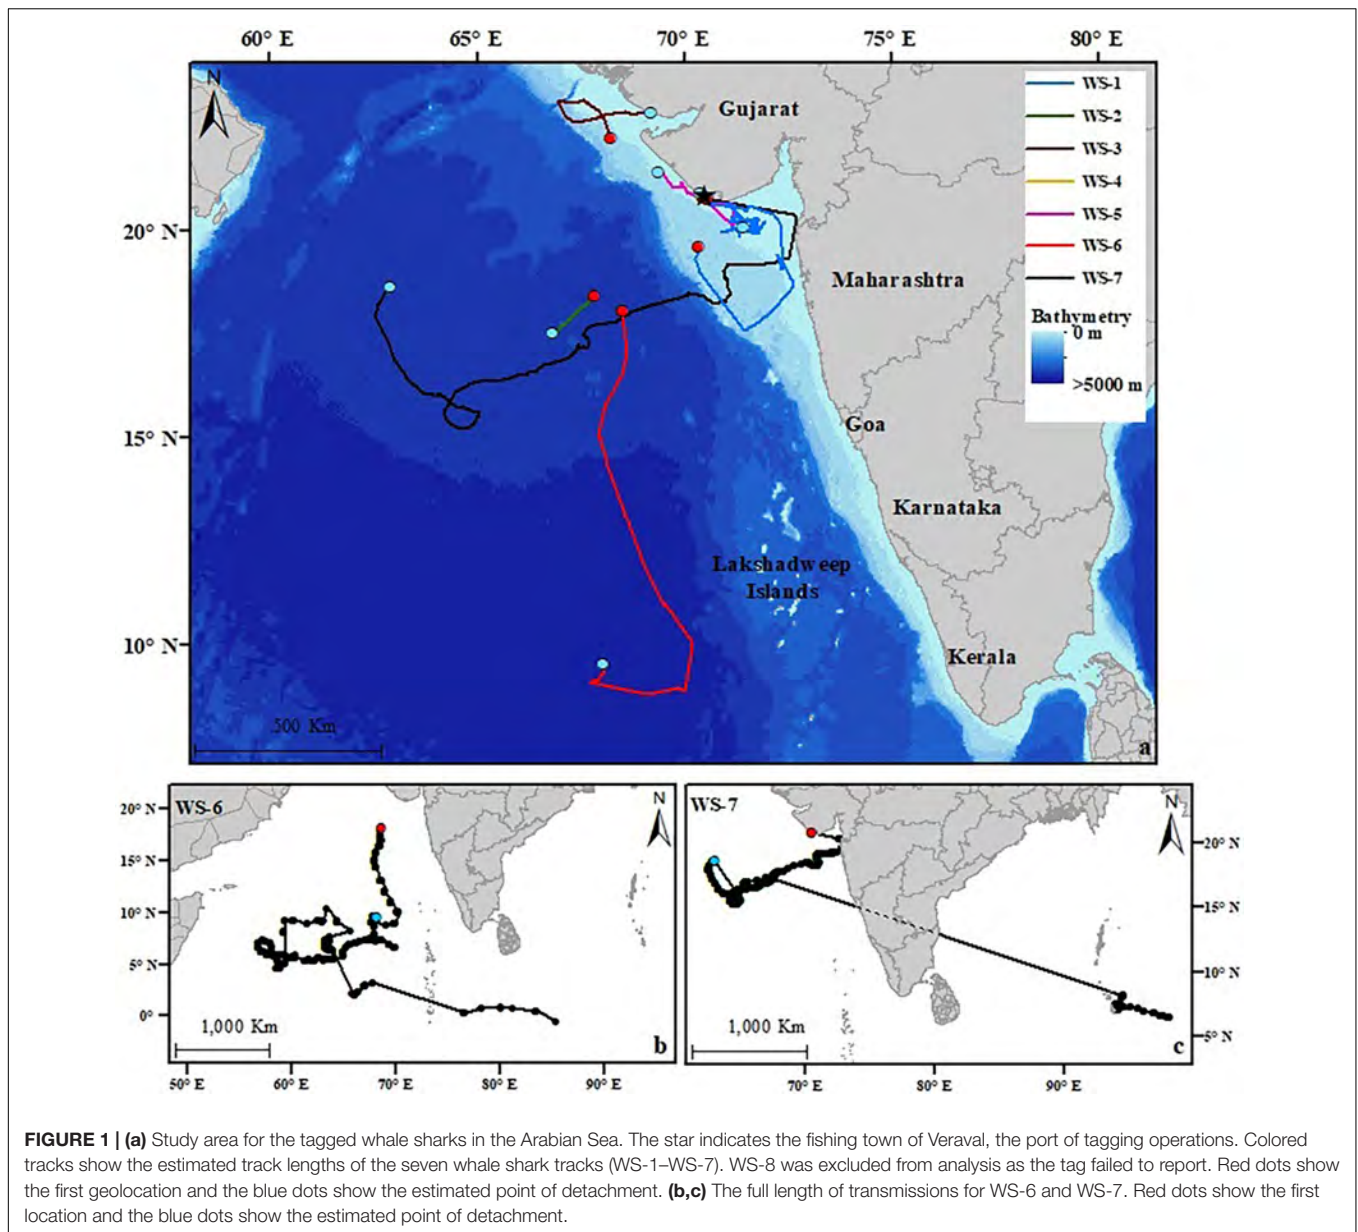 60° E 65° E 70° E 75° E 80° E
N
Gujarat
WS-1
WS-2
WS-3
WS-4
WS-5
WS-6
WS-7
Bathymetry
0 m
>5000 m
20° N
15° N
10° N
Maharashtra
Goa
Karnataka
Lakshadweep
Islands
Kerala
500 Km
a
WS-6
N
20° N
15° N
10° N
5° N
0°
1,000 Km
b
50° E 60° E 70° E 80° E 90° E
WS-7
N
20° N
15° N
10° N
5° N
1,000 Km
c
70° E 80° E 90° E
FIGURE 1 | (a) Study area for the tagged whale sharks in the Arabian Sea. The star indicates the fishing town of Veraval, the port of tagging operations. Colored
tracks show the estimated track lengths of the seven whale shark tracks (WS-1–WS-7). WS-8 was excluded from analysis as the tag failed to report. Red dots show
the first geolocation and the blue dots show the estimated point of detachment. (b,c) The full length of transmissions for WS-6 and WS-7. Red dots show the first
location and the blue dots show the estimated point of detachment.